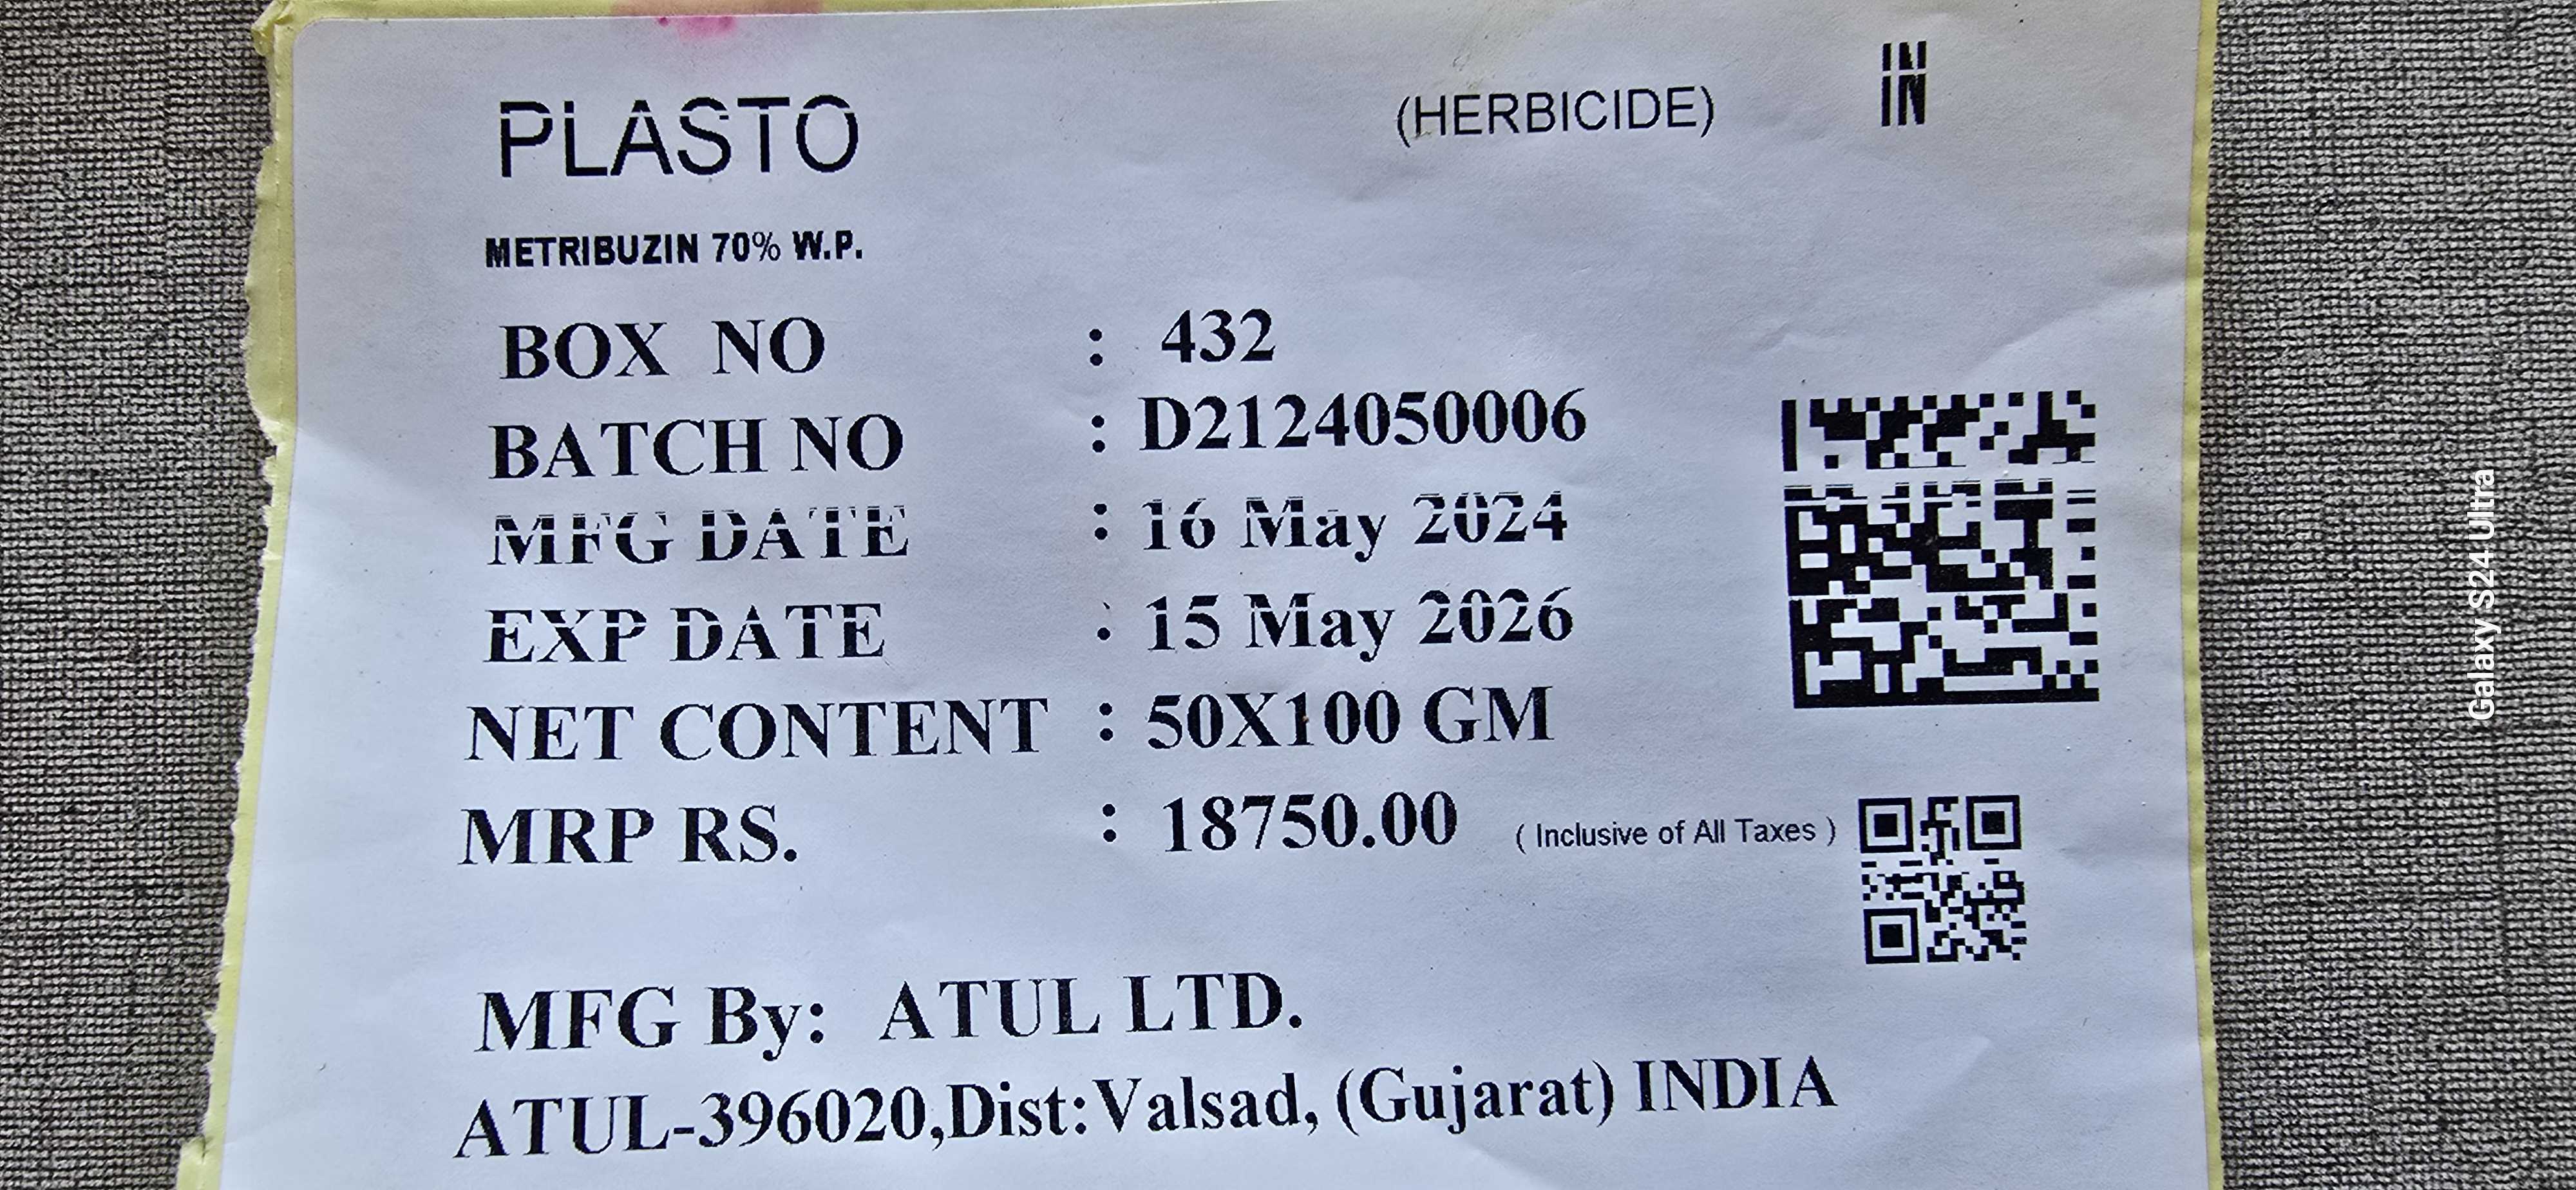 PLASTO (HERBICIDE) IN
METRIBUZIN 70% W.P.
BOX NO : 432
BATCH NO : D2124050006
MFG DATE : 16 May 2024
EXP DATE : 15 May 2026
NET CONTENT : 50X100 GM
MRP RS. : 18750.00 ( Inclusive of All Taxes )
MFG By: ATUL LTD.
ATUL-396020,Dist:Valsad, (Gujarat) INDIA
Galaxy S24 Ultra